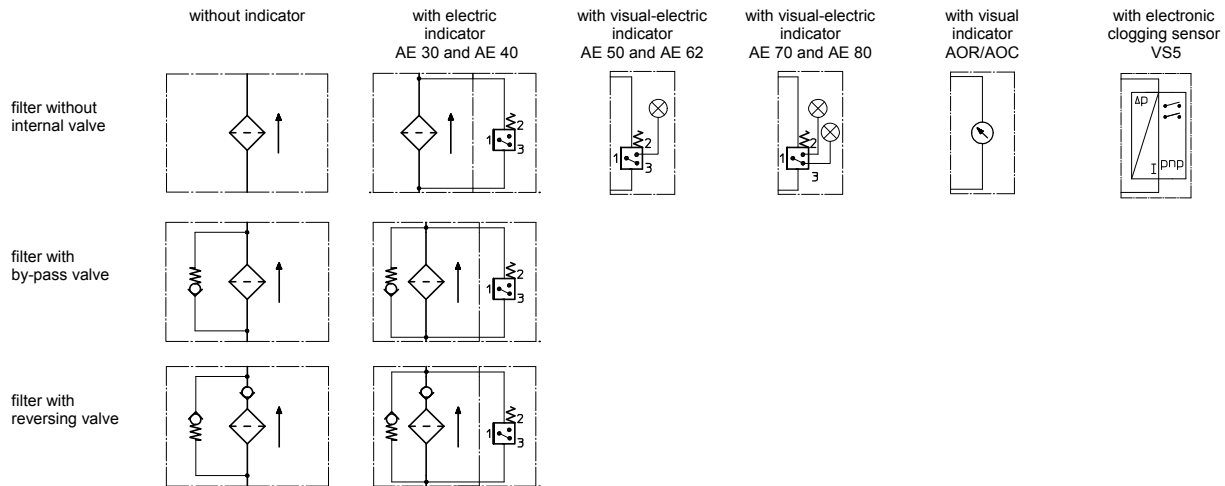 without indicator
with electric
indicator
AE 30 and AE 40
with visual-electric
indicator
AE 50 and AE 62
with visual-electric
indicator
AE 70 and AE 80
with visual
indicator
AOR/AOC
with electronic
clogging sensor
VS5
filter without
internal valve
1
2
3
1
2
3
1
2
3
Δp
I
pnp
filter with
by-pass valve
1
2
3
filter with
reversing valve
1
2
3